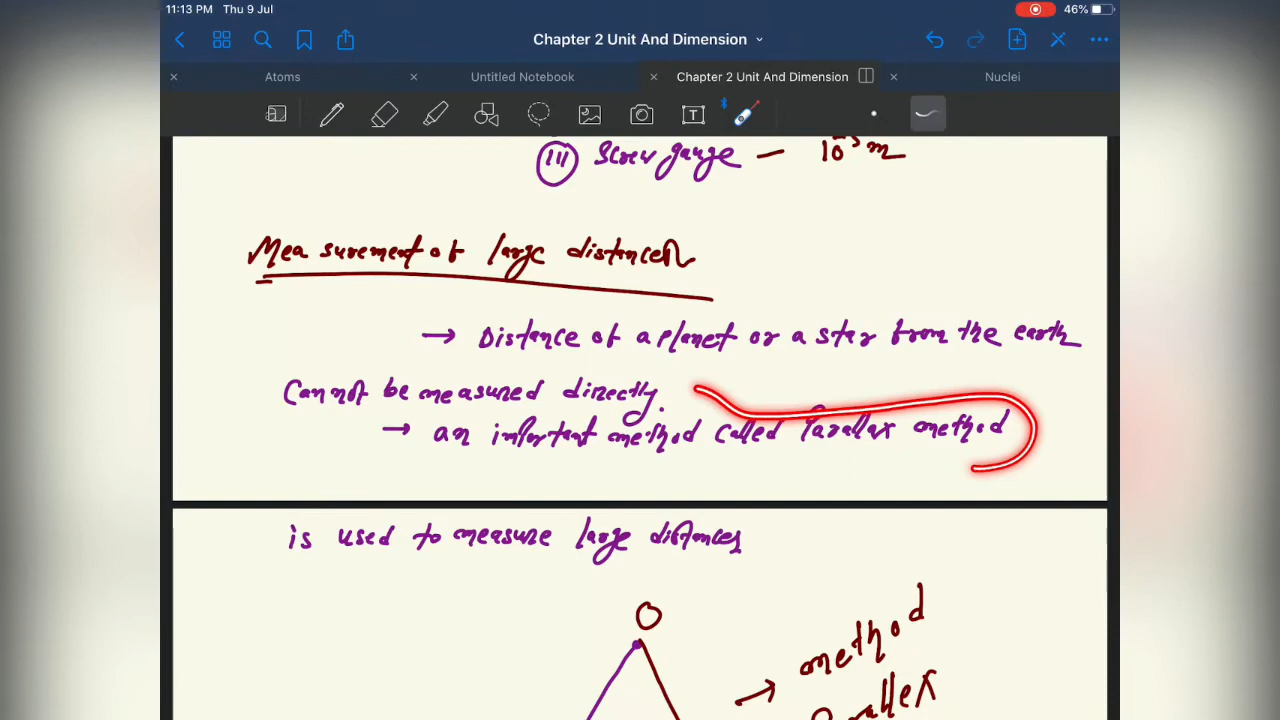 11:13 PM Thu 9 Jul
46%
Chapter 2 Unit And Dimension
Atoms
Untitled Notebook
Chapter 2 Unit And Dimension
Nuclei
T
(III) Screw gauge – 10⁻⁵ m
Measurement of large distances
→ Distance of a planet or a star from the earth
Cannot be measured directly.
→ an important method called Parallax method
is used to measure large distances
O
→ method
Parallex